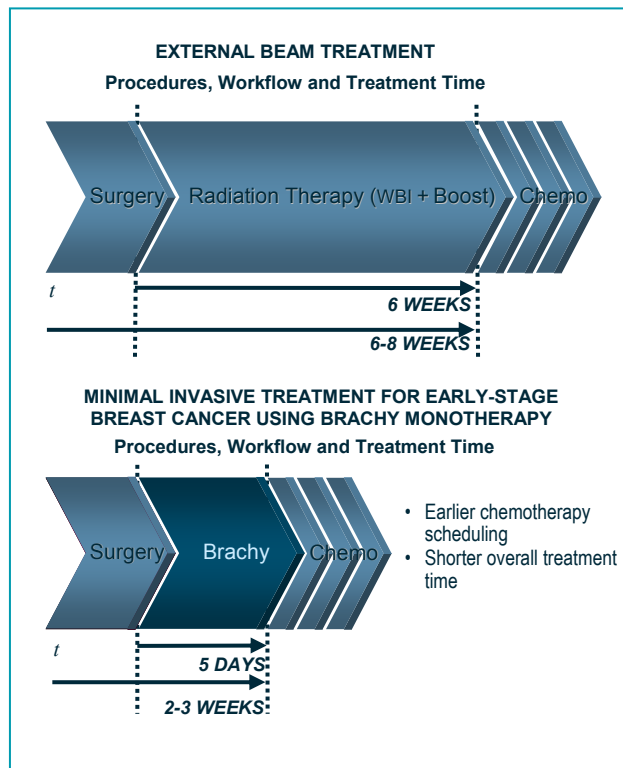 EXTERNAL BEAM TREATMENT
Procedures, Workflow and Treatment Time
Surgery
Radiation Therapy (WBI + Boost)
Chemo
t
6 WEEKS
6-8 WEEKS
MINIMAL INVASIVE TREATMENT FOR EARLY-STAGE
BREAST CANCER USING BRACHY MONOTHERAPY
Procedures, Workflow and Treatment Time
Surgery
Brachy
Chemo
• Earlier chemotherapy
scheduling
• Shorter overall treatment
time
t
5 DAYS
2-3 WEEKS